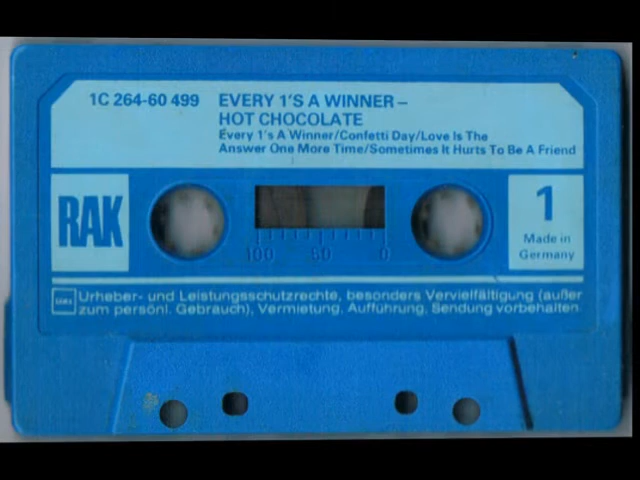 1C 264-60 499 EVERY 1'S A WINNER –
HOT CHOCOLATE
Every 1's A Winner/Confetti Day/Love Is The
Answer One More Time/Sometimes It Hurts To Be A Friend
RAK
1
Made in
Germany
100 50 0
Urheber- und Leistungsschutzrechte, besonders Vervielfältigung (außer
zum persönl. Gebrauch), Vermietung, Aufführung, Sendung vorbehalten.